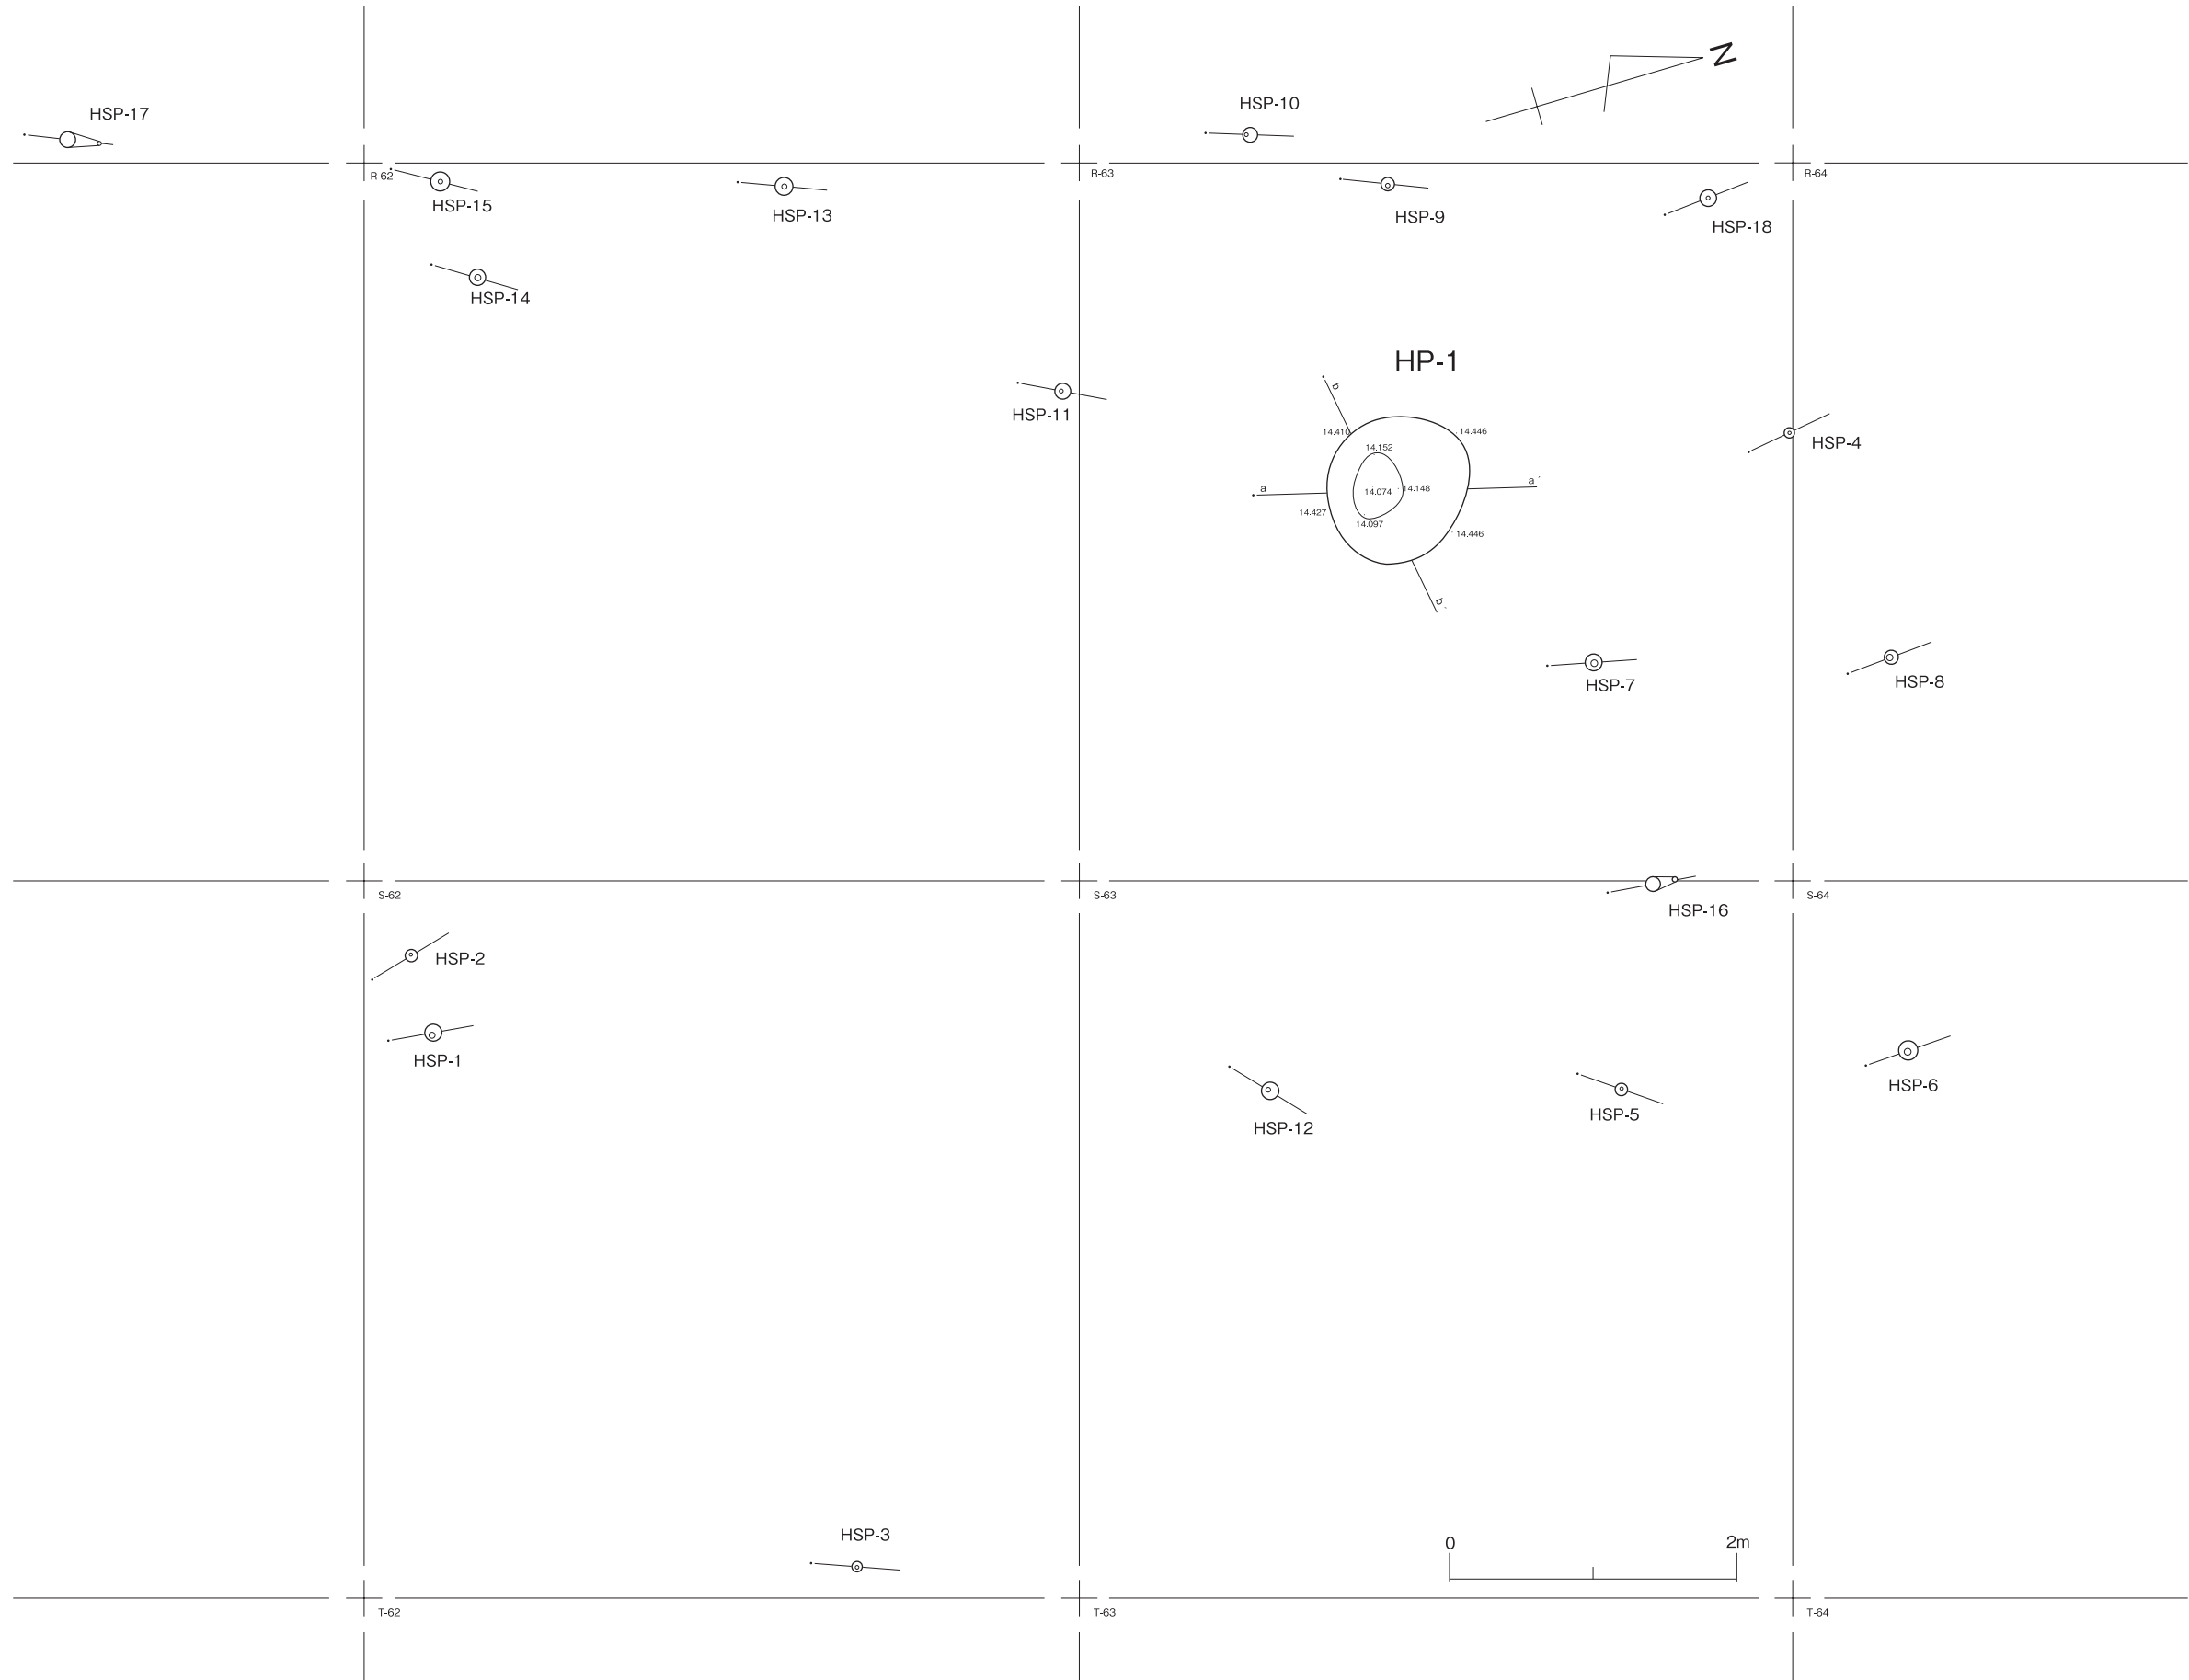 N
HSP-17
HSP-10
R-62
R-63
R-64
HSP-15
HSP-13
HSP-9
HSP-18
HSP-14
HP-1
HSP-11
b
14.410
14.446
14.152
HSP-4
a
14.074
14.148
a'
14.427
14.097
14.446
b'
HSP-7
HSP-8
S-62
S-63
S-64
HSP-16
HSP-2
HSP-1
HSP-12
HSP-5
HSP-6
HSP-3
0 2m
T-62
T-63
T-64